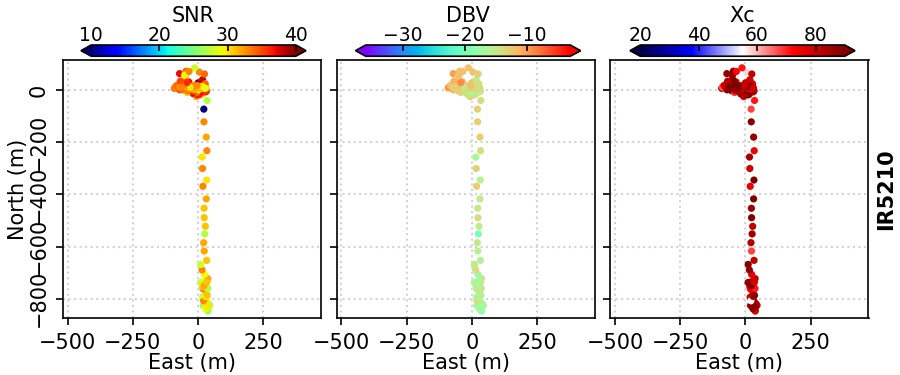 SNR DBV Xc
10 20 30 40 −30 −20 −10 20 40 60 80
North (m)
0
−200
−400
−600
−800
IR5210
−500 −250 0 250 −500 −250 0 250 −500 −250 0 250
East (m) East (m) East (m)